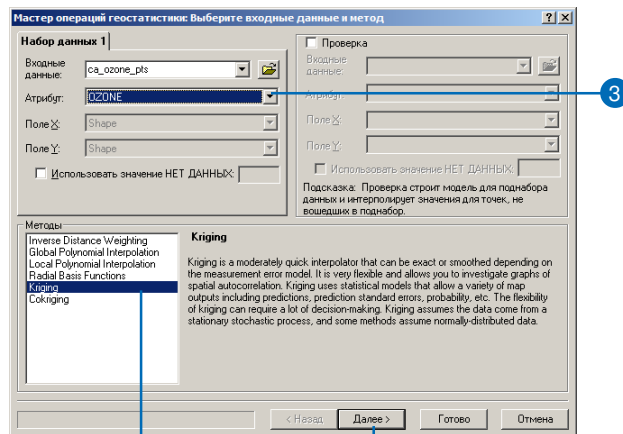 Мастер операций геостатистики: Выберите входные данные и метод
Набор данных 1
Входные данные:
ca_ozone_pts
Атрибут:
OZONE
Поле X:
Shape
Поле Y:
Shape
Использовать значение НЕТ ДАННЫХ:
Проверка
Входные данные:
Атрибут:
Поле X:
Поле Y:
Использовать значение НЕТ ДАННЫХ:
Подсказка: Проверка строит модель для поднабора
данных и интерполирует значения для точек, не
вошедших в поднабор.
3
Методы
Inverse Distance Weighting
Global Polynomial Interpolation
Local Polynomial Interpolation
Radial Basis Functions
Kriging
Cokriging
Kriging
Kriging is a moderately quick interpolator that can be exact or smoothed depending on
the measurement error model. It is very flexible and allows you to investigate graphs of
spatial autocorrelation. Kriging uses statistical models that allow a variety of map
outputs including predictions, prediction standard errors, probability, etc. The flexibility
of kriging can require a lot of decision-making. Kriging assumes the data come from a
stationary stochastic process, and some methods assume normally-distributed data.
< Назад
Далее >
Готово
Отмена